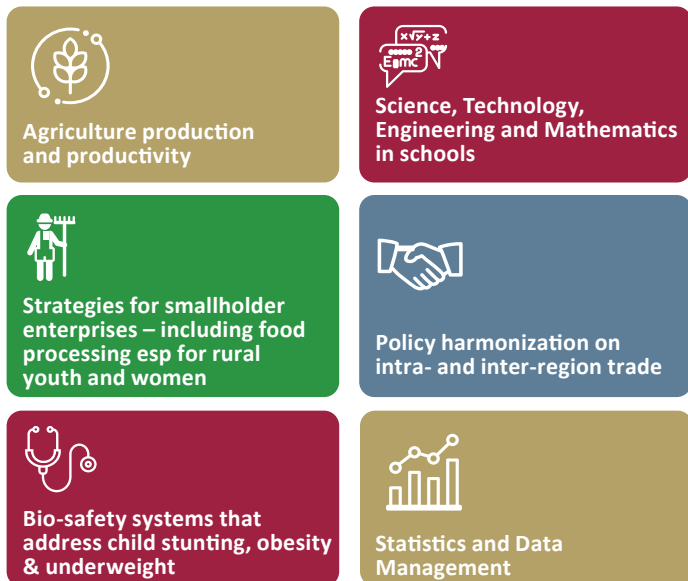 Agriculture production
and productivity
x√y+z
Science, Technology,
Engineering and Mathematics
in schools
Strategies for smallholder
enterprises – including food
processing esp for rural
youth and women
Policy harmonization on
intra- and inter-region trade
Bio-safety systems that
address child stunting, obesity
& underweight
Statistics and Data
Management